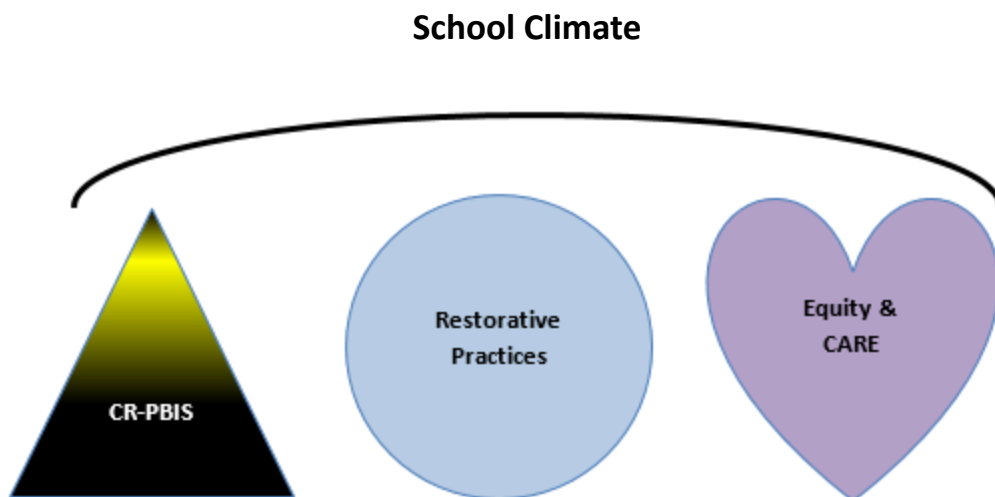 School Climate
CR-PBIS
Restorative
Practices
Equity &
CARE